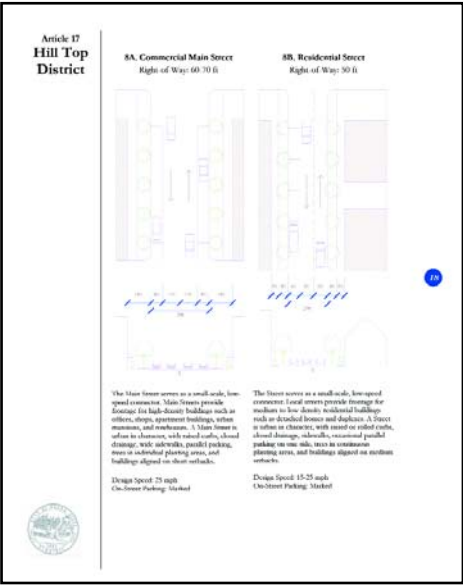 Article 17
Hill Top
District
8A. Commercial Main Street
Right of Way: 60-70 ft
8B. Residential Street
Right of Way: 50 ft
18
The Main Street serves as a small-scale, low-
speed connector. Main Streets provide
frontage for high-density buildings such as
offices, shops, apartment buildings, urban
mansions, and rowhouses. A Main Street is
urban in character, with raised curbs, closed
drainage, wide sidewalks, parallel parking,
trees in individual planting areas, and
buildings aligned on short setbacks.
Design Speed: 25 mph
On-Street Parking: Marked
The Street serves as a small-scale, low-speed
connector. Local streets provide frontage for
medium to low density residential buildings
such as detached houses and duplexes. A Street
is urban in character, with raised or rolled curbs,
closed drainage, sidewalks, occasional parallel
parking on one side, trees in continuous
planting areas, and buildings aligned on medium
setbacks.
Design Speed: 15-25 mph
On-Street Parking: Marked